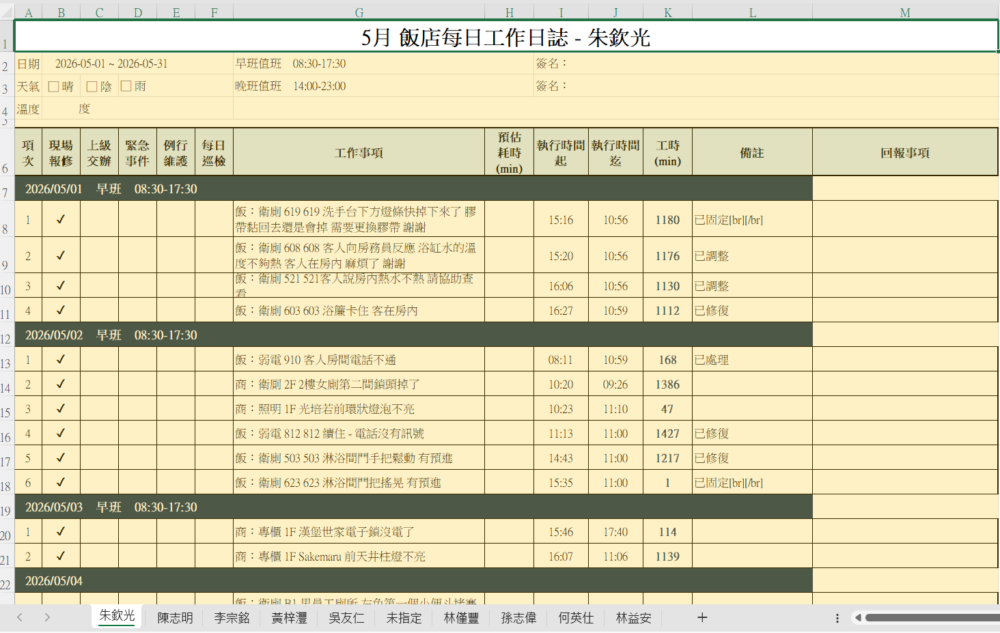 A B C D E F G H I J K L M
1 5月 飯店每日工作日誌 - 朱欽光
2 日期 2026-05-01 ~ 2026-05-31 早班值班 08:30-17:30 簽名：
3 天氣 □ 晴 □ 陰 □ 雨 晚班值班 14:00-23:00 簽名：
4 溫度 度
5
6 項次 現場報修 上級交辦 緊急事件 例行維護 每日巡檢 工作事項 預估耗時(min) 執行時間起 執行時間迄 工時(min) 備註 回報事項
7 2026/05/01 早班 08:30-17:30
8 1 ✓ 飯：衛廁 619 619 洗手台下方燈條快掉下來了 膠帶黏回去還是會掉 需要更換膠帶 謝謝 15:16 10:56 1180 已固定[br][/br]
9 2 ✓ 飯：衛廁 608 608 客人向房務員反應 浴缸水的溫度不夠熱 客人在房內 麻煩了 謝謝 15:20 10:56 1176 已調整
10 3 ✓ 飯：衛廁 521 521客人說房內熱水不熱 請協助查看 16:06 10:56 1130 已調整
11 4 ✓ 飯：衛廁 603 603 浴簾卡住 客在房內 16:27 10:59 1112 已修復
12 2026/05/02 早班 08:30-17:30
13 1 ✓ 飯：弱電 910 客人房間電話不通 08:11 10:59 168 已處理
14 2 ✓ 商：衛廁 2F 2樓女廁第二間鎖頭掉了 10:20 09:26 1386
15 3 ✓ 商：照明 1F 光培若前環狀燈泡不亮 10:23 11:10 47
16 4 ✓ 飯：弱電 812 812 續住 - 電話沒有訊號 11:13 11:00 1427 已修復
17 5 ✓ 飯：衛廁 503 503 淋浴間門手把鬆動 有預進 14:43 11:00 1217 已修復
18 6 ✓ 飯：衛廁 623 623 淋浴間門把搖晃 有預進 15:35 11:00 1 已固定[br][/br]
19 2026/05/03 早班 08:30-17:30
20 1 ✓ 商：專櫃 1F 漢堡世家電子鎖沒電了 15:46 17:40 114
21 2 ✓ 商：專櫃 1F Sakemaru 前天井柱燈不亮 16:07 11:06 1139
22 2026/05/04
飯：衛廁 B1 男員工廁所 左負第一個小便斗堵塞
朱欽光 陳志明 李宗銘 黃梓灃 吳友仁 未指定 林僅豐 孫志偉 何英仕 林益安 +